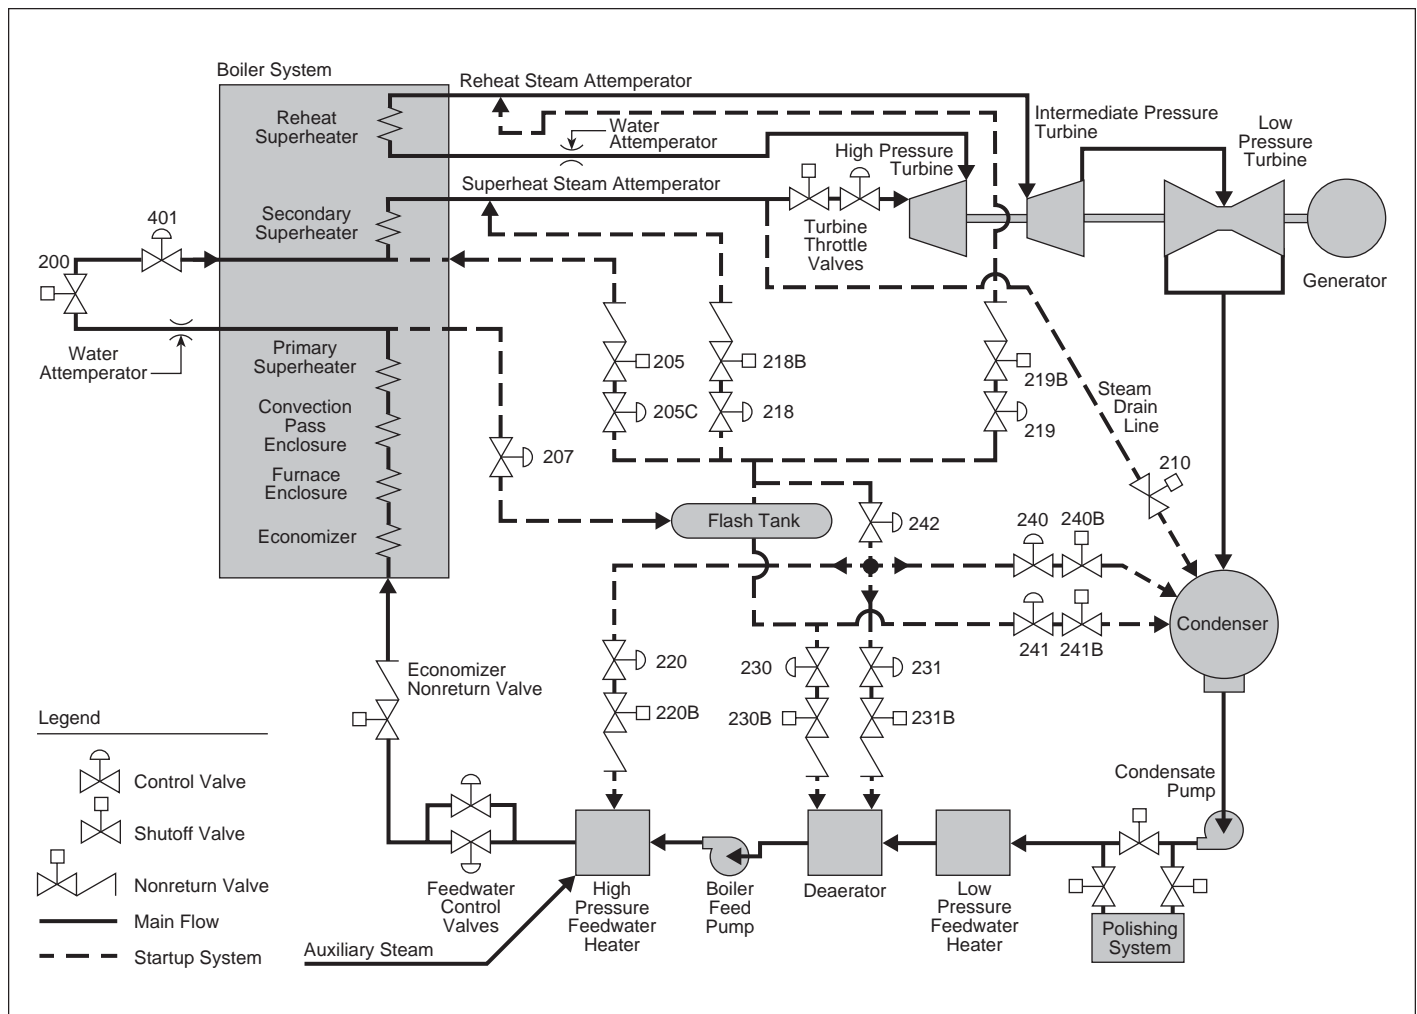 Boiler System
Reheat Steam Attemperator
Reheat
Superheater
Water
Attemperator
Intermediate Pressure
Turbine
Low
Pressure
Turbine
High Pressure
Turbine
Superheat Steam Attemperator
401
Secondary
Superheater
Turbine
Throttle
Valves
200
Generator
Water
Attemperator
Primary
Superheater
205
218B
219B
Steam
Drain
Line
Convection
Pass
Enclosure
205C
218
219
207
210
Furnace
Enclosure
Flash Tank
242
240
240B
Economizer
Condenser
241
241B
Economizer
Nonreturn Valve
220
230
231
220B
230B
231B
Legend
Control Valve
Shutoff Valve
Nonreturn Valve
Main Flow
Startup System
Condensate
Pump
Feedwater
Control
Valves
High
Pressure
Feedwater
Heater
Boiler
Feed
Pump
Deaerator
Low
Pressure
Feedwater
Heater
Polishing
System
Auxiliary Steam